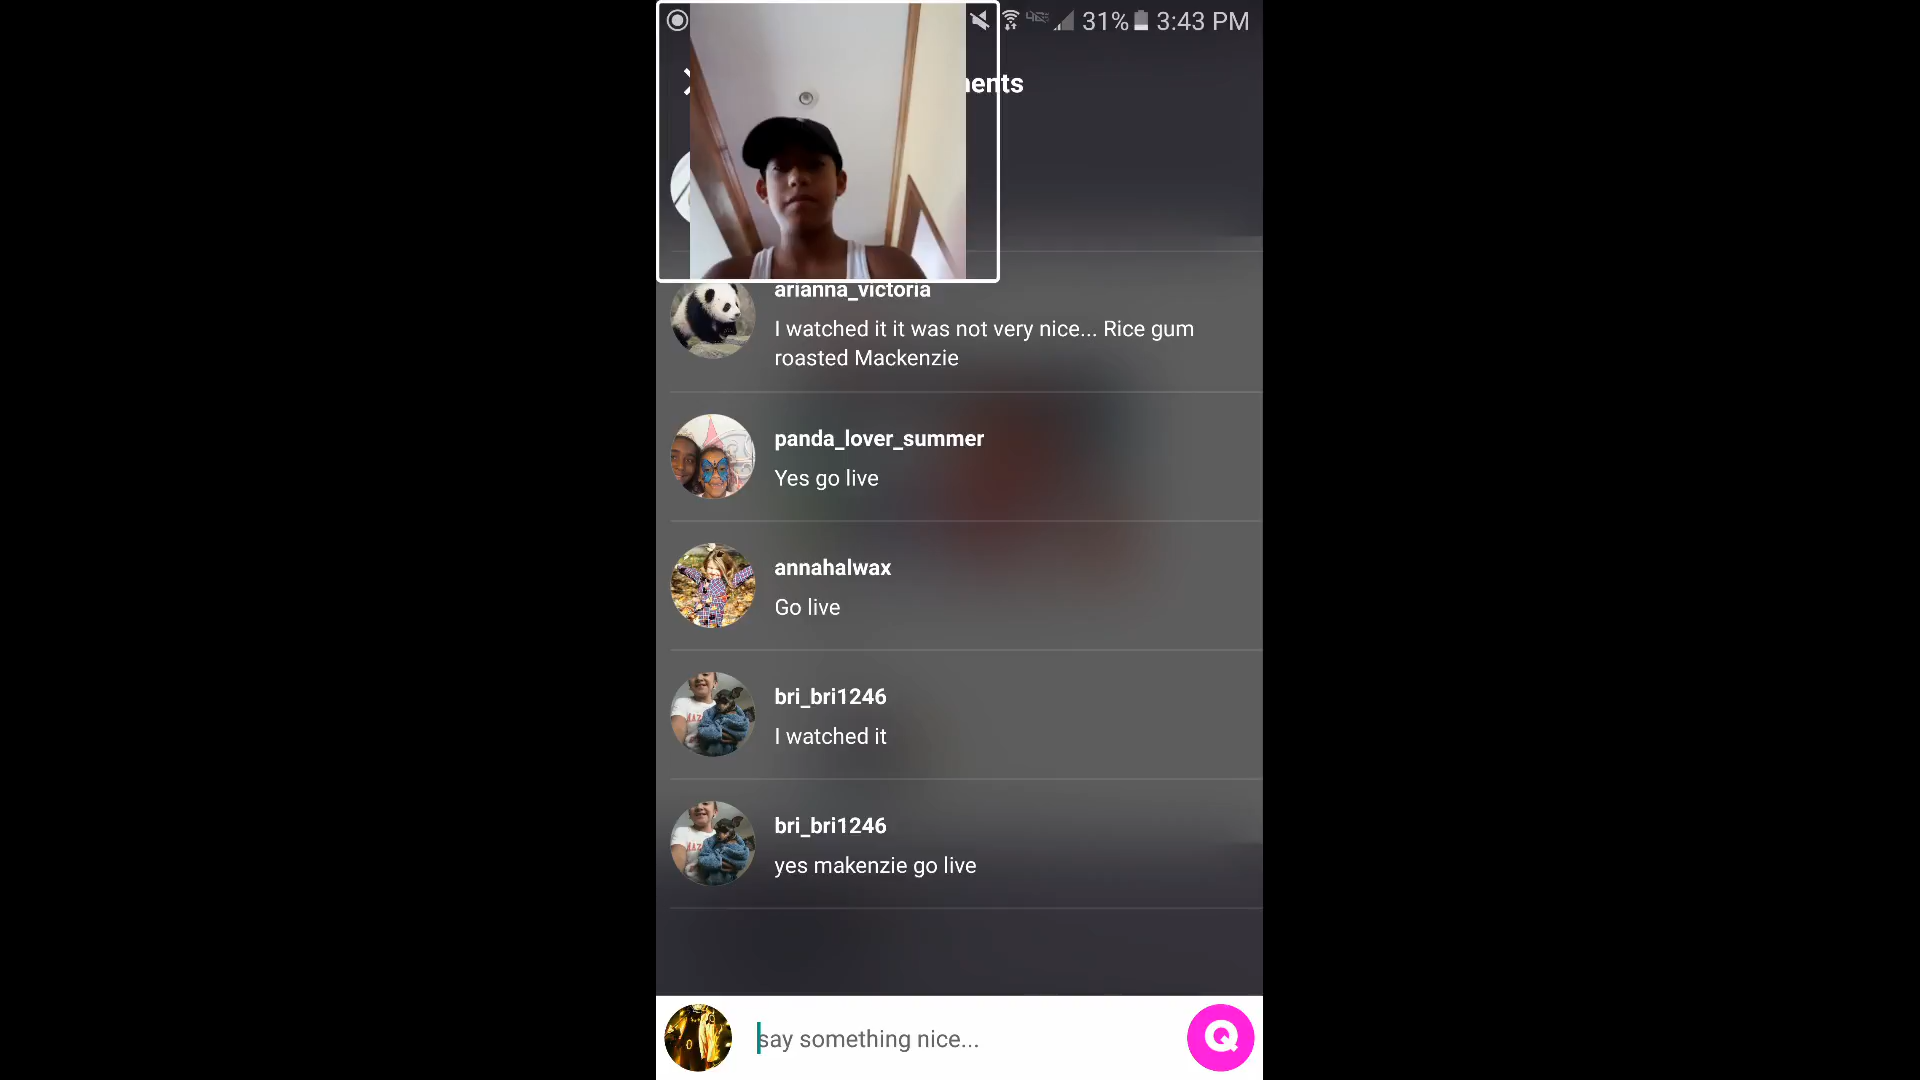 31% 3:43 PM
ents
arianna_victoria
I watched it it was not very nice... Rice gum
roasted Mackenzie
panda_lover_summer
Yes go live
annahalwax
Go live
bri_bri1246
I watched it
bri_bri1246
yes makenzie go live
say something nice...
Q